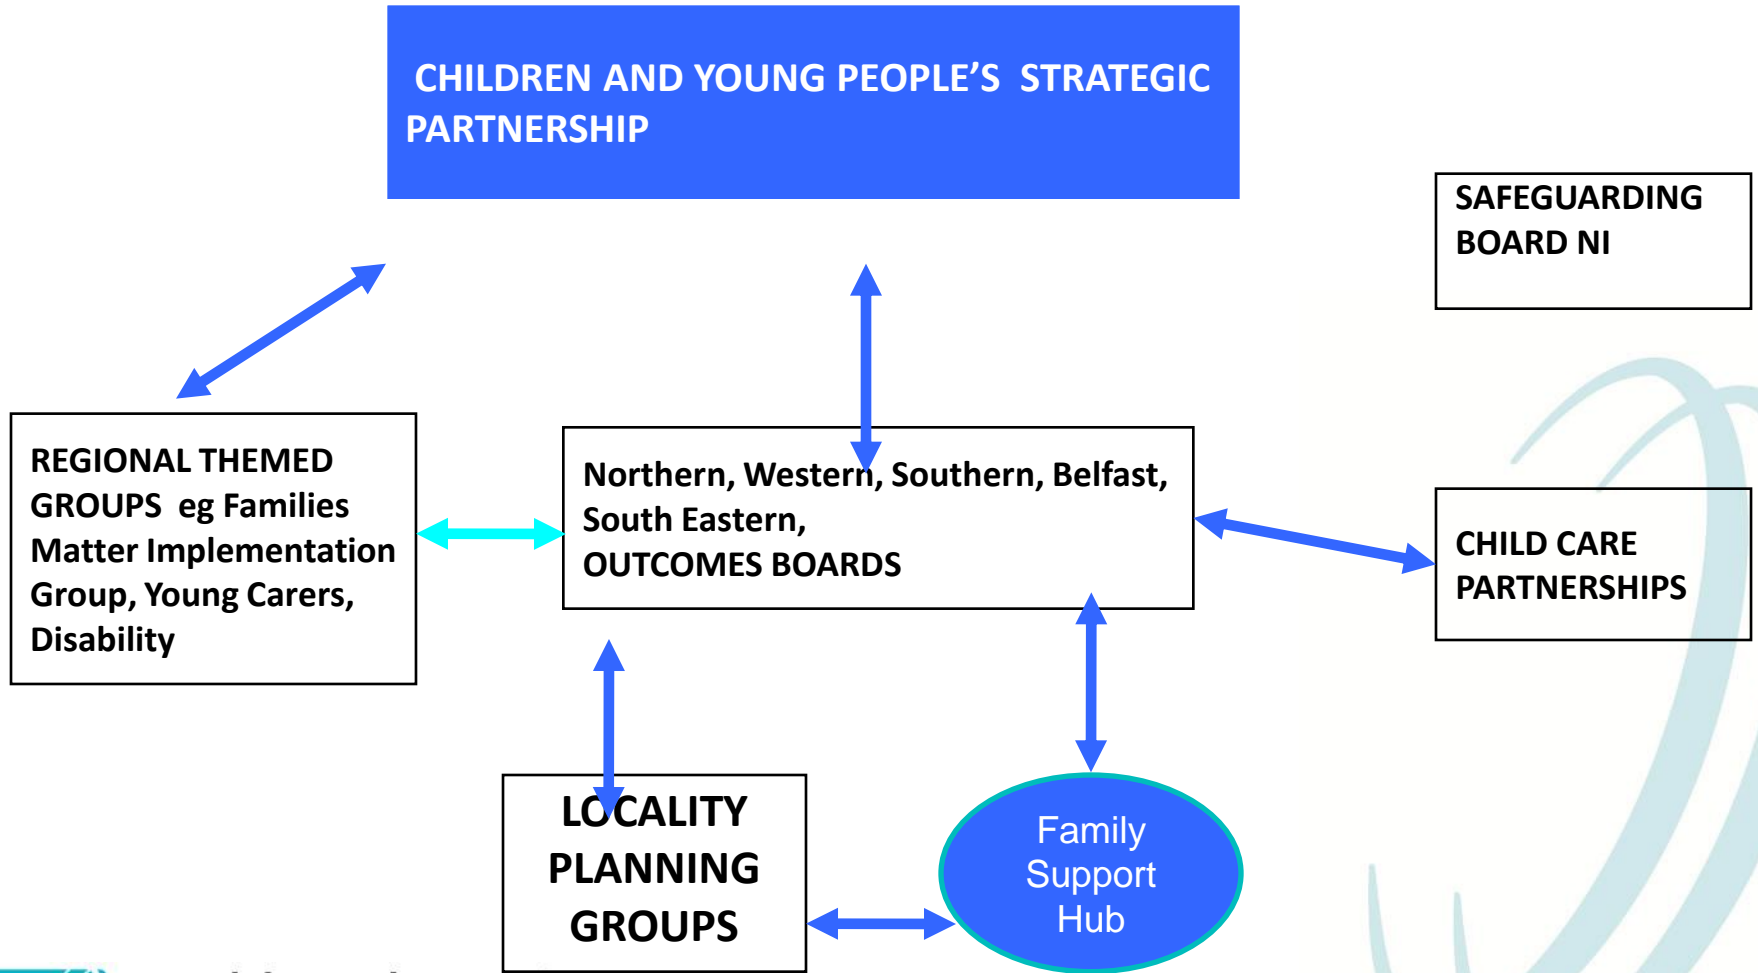 CHILDREN AND YOUNG PEOPLE’S STRATEGIC
PARTNERSHIP
SAFEGUARDING
BOARD NI
REGIONAL THEMED
GROUPS eg Families
Matter Implementation
Group, Young Carers,
Disability
Northern, Western, Southern, Belfast,
South Eastern,
OUTCOMES BOARDS
CHILD CARE
PARTNERSHIPS
LOCALITY
PLANNING
GROUPS
Family
Support
Hub